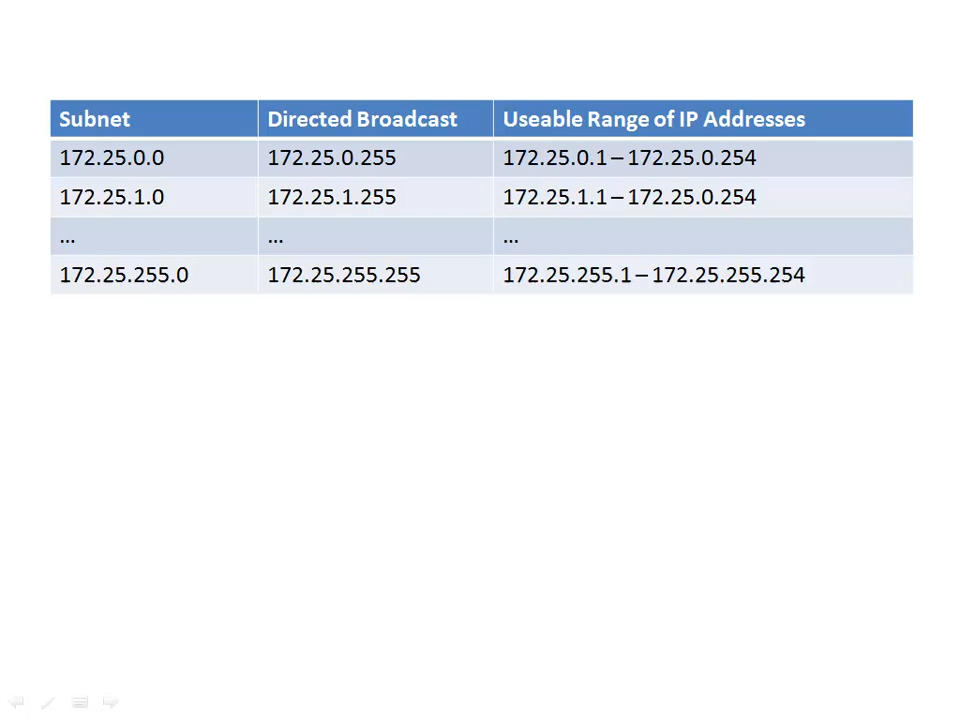 Subnet Directed Broadcast Useable Range of IP Addresses
172.25.0.0 172.25.0.255 172.25.0.1 – 172.25.0.254
172.25.1.0 172.25.1.255 172.25.1.1 – 172.25.0.254
... ... ...
172.25.255.0 172.25.255.255 172.25.255.1 – 172.25.255.254